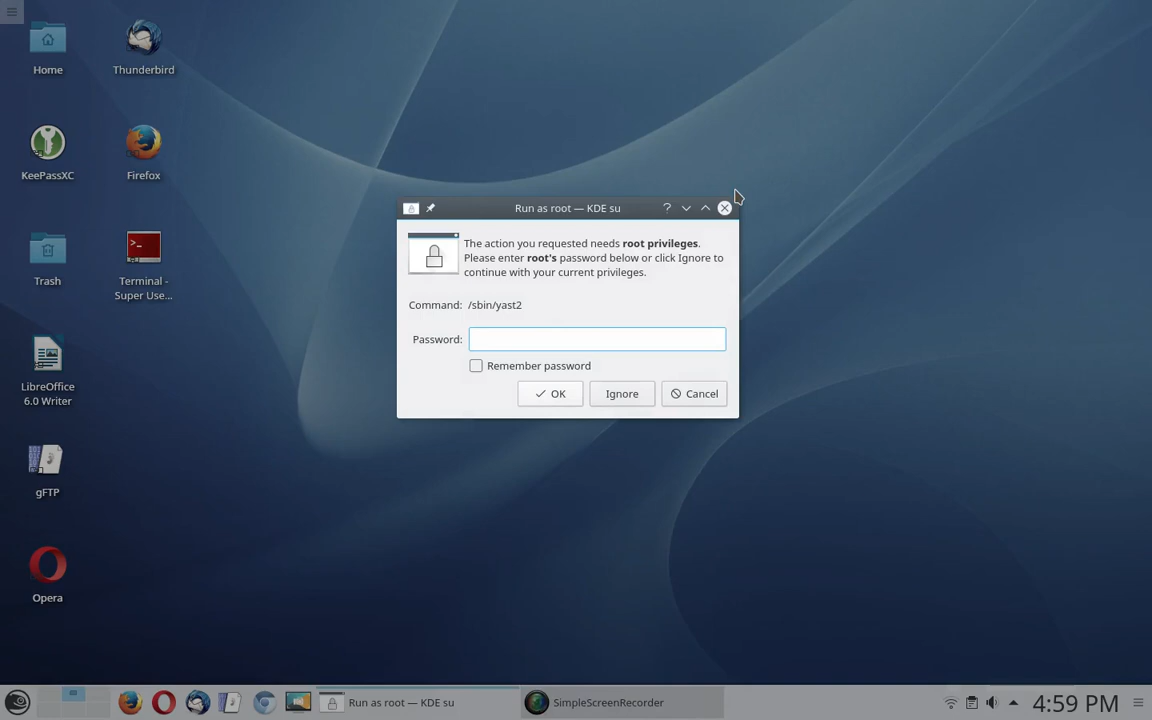 Home
Thunderbird
KeePassXC
Firefox
Trash
Terminal -
Super Use...
LibreOffice
6.0 Writer
gFTP
Opera
Run as root — KDE su
?
The action you requested needs root privileges.
Please enter root's password below or click Ignore to
continue with your current privileges.
Command: /sbin/yast2
Password:
Remember password
OK
Ignore
Cancel
Run as root — KDE su
SimpleScreenRecorder
4:59 PM